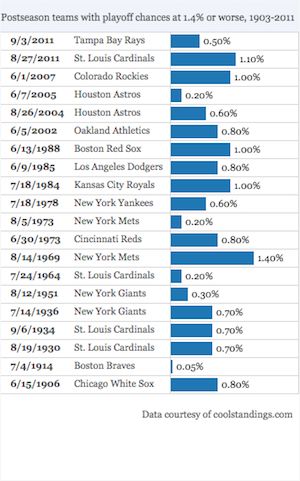 Postseason teams with playoff chances at 1.4% or worse, 1903-2011
9/3/2011 Tampa Bay Rays 0.50%
8/27/2011 St. Louis Cardinals 1.10%
6/1/2007 Colorado Rockies 1.00%
6/7/2005 Houston Astros 0.20%
8/26/2004 Houston Astros 0.60%
6/5/2002 Oakland Athletics 0.80%
6/13/1988 Boston Red Sox 1.00%
6/9/1985 Los Angeles Dodgers 0.80%
7/18/1984 Kansas City Royals 1.00%
7/18/1978 New York Yankees 0.60%
8/5/1973 New York Mets 0.20%
6/30/1973 Cincinnati Reds 0.80%
8/14/1969 New York Mets 1.40%
7/24/1964 St. Louis Cardinals 0.20%
8/12/1951 New York Giants 0.30%
7/14/1936 New York Giants 0.70%
9/6/1934 St. Louis Cardinals 0.70%
8/19/1930 St. Louis Cardinals 0.70%
7/4/1914 Boston Braves 0.05%
6/15/1906 Chicago White Sox 0.80%
Data courtesy of coolstandings.com